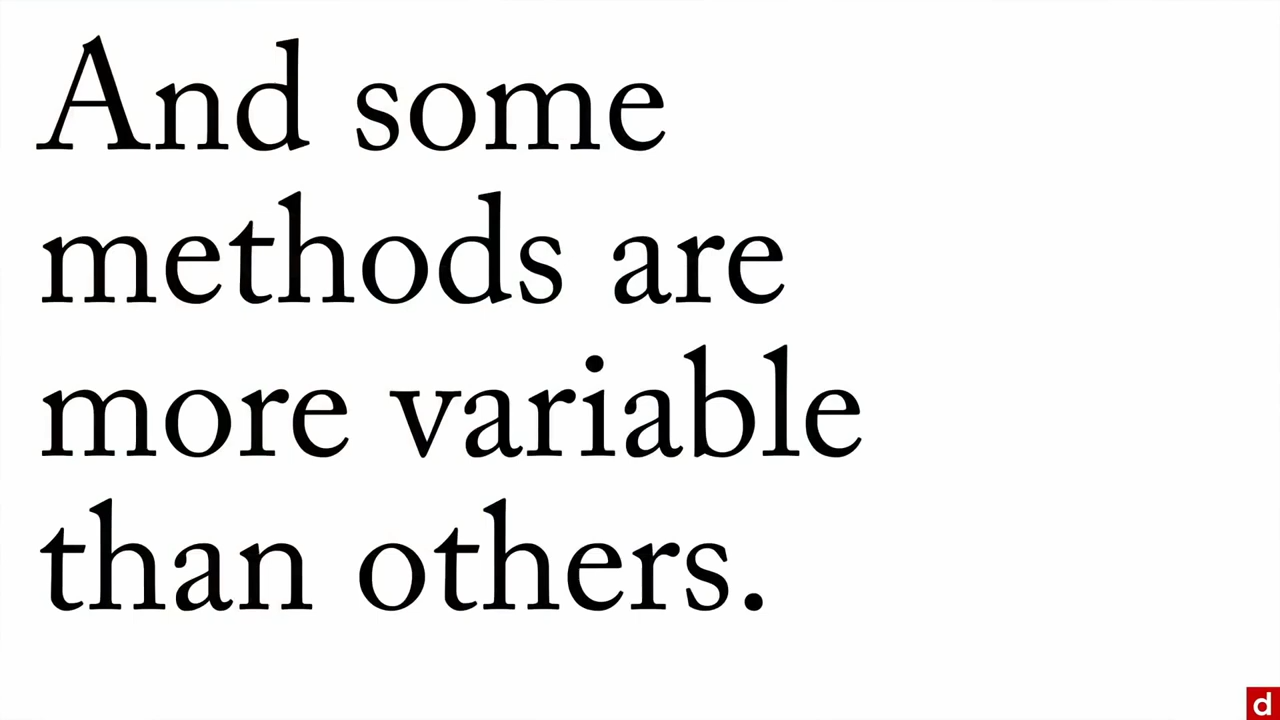 And some
methods are
more variable
than others.
d